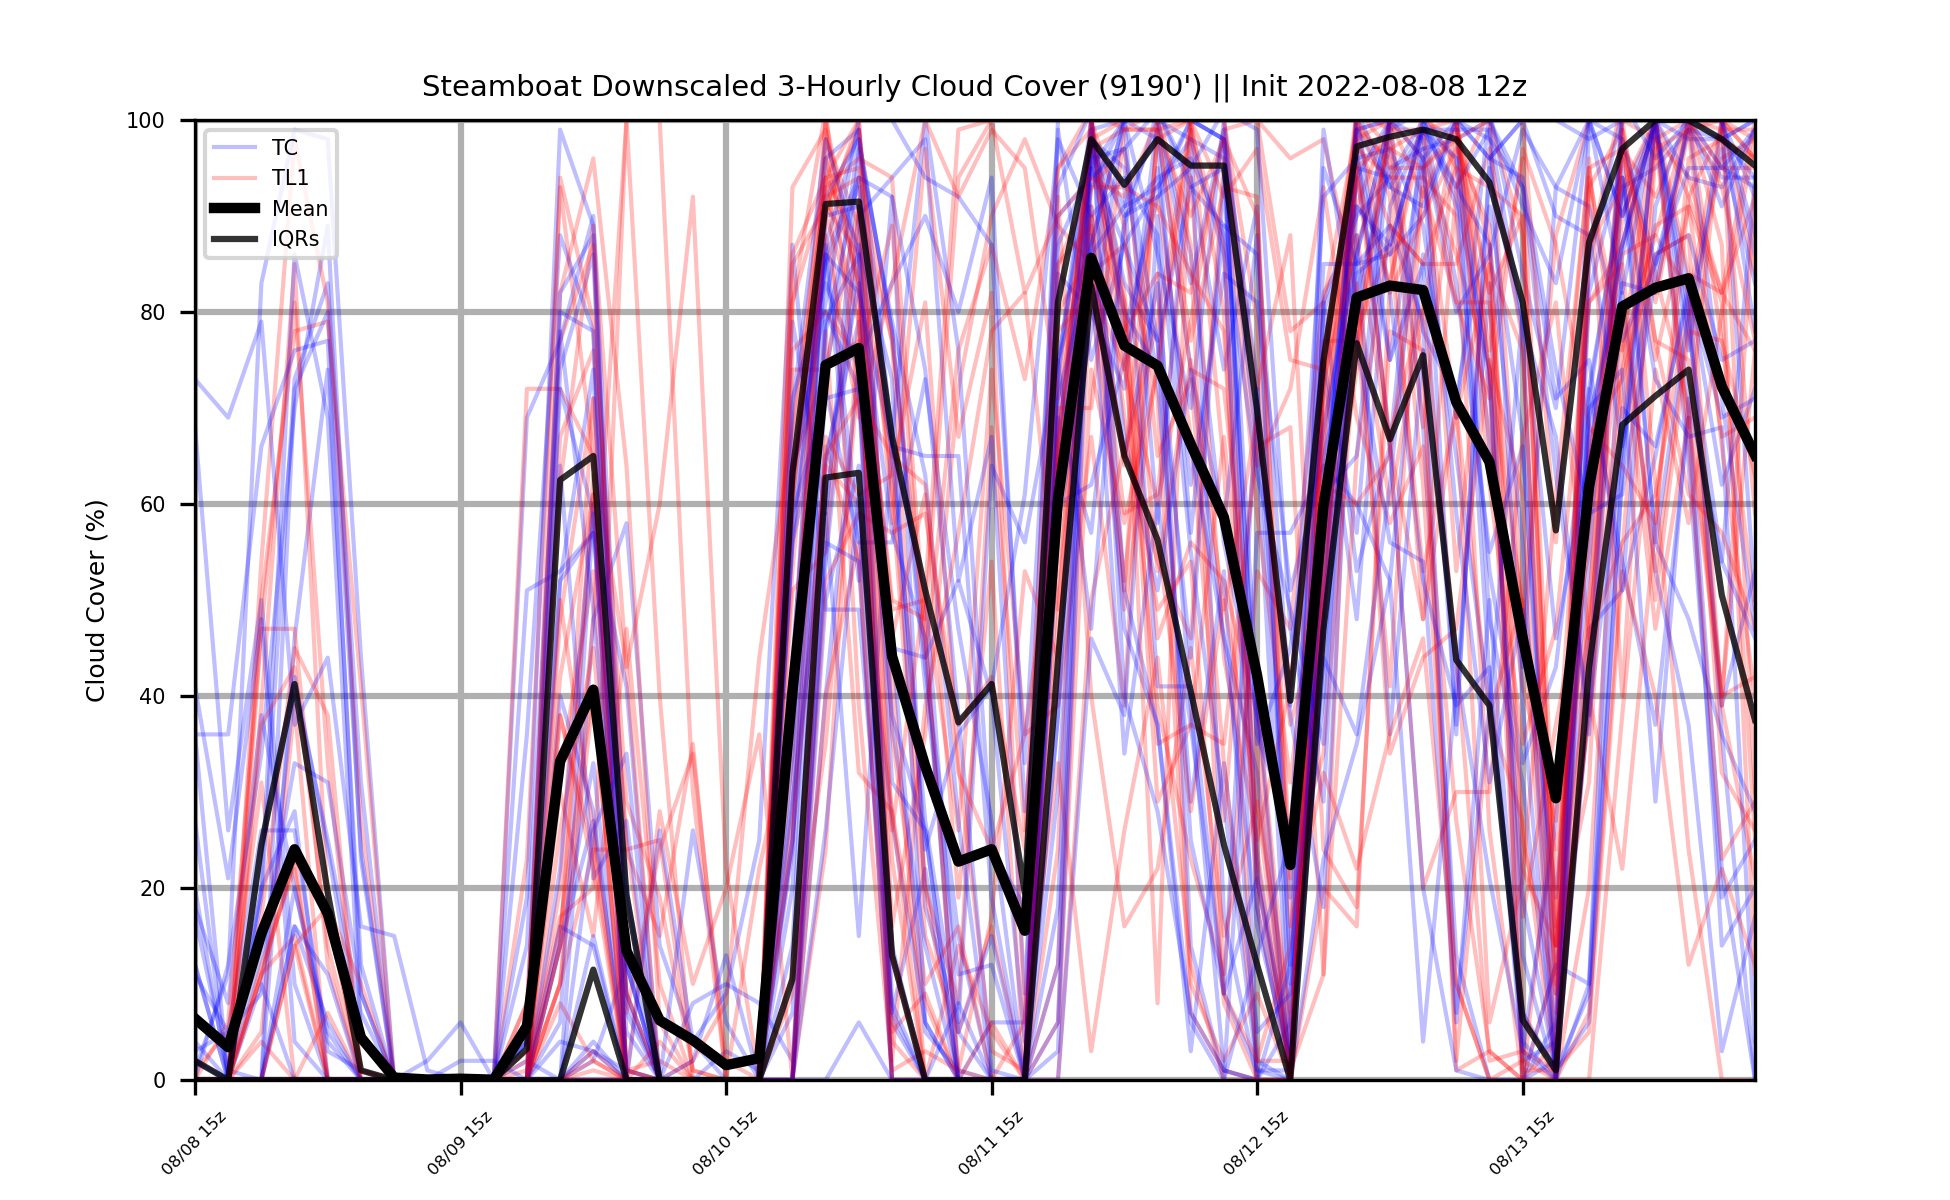 Steamboat Downscaled 3-Hourly Cloud Cover (9190') || Init 2022-08-08 12z
TC
TL1
Mean
IQRs
Cloud Cover (%)
100
80
60
40
20
0
08/08 15z
08/09 15z
08/10 15z
08/11 15z
08/12 15z
08/13 15z